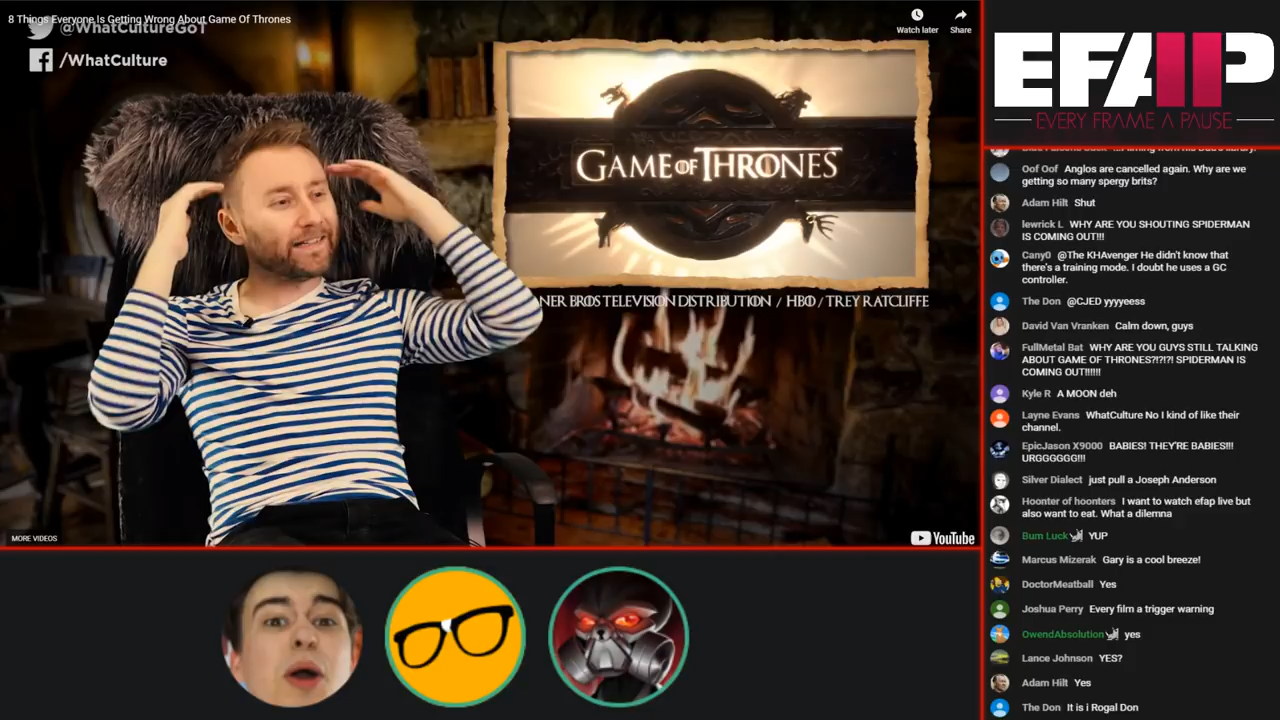 8 Things Everyone Is Getting Wrong About Game Of Thrones
@WhatCultureGoT
/WhatCulture
Watch later
Share
GAME OF THRONES
NER BROS TELEVISION DISTRIBUTION / HBO / TREY RATCLIFFE
MORE VIDEOS
YouTube
EFAP
EVERY FRAME A PAUSE
Oof Oof Anglos are cancelled again. Why are we
getting so many spergy brits?
Adam Hilt Shut
lewrick L WHY ARE YOU SHOUTING SPIDERMAN
IS COMING OUT!!!
Cany0 @The KHAvenger He didn't know that
there's a training mode. I doubt he uses a GC
controller.
The Don @CJED yyyyeess
David Van Vranken Calm down, guys
FullMetal Bat WHY ARE YOU GUYS STILL TALKING
ABOUT GAME OF THRONES?!?!?! SPIDERMAN IS
COMING OUT!!!!!!
Kyle R A MOON deh
Layne Evans WhatCulture No I kind of like their
channel.
EpicJason X9000 BABIES! THEY'RE BABIES!!!
URGGGGGG!!!
Silver Dialect just pull a Joseph Anderson
Hoonter of hoonters I want to watch efap live but
also want to eat. What a dilemna
Bum Luck YUP
Marcus Mizerak Gary is a cool breeze!
DoctorMeatball Yes
Joshua Perry Every film a trigger warning
OwendAbsolution yes
Lance Johnson YES?
Adam Hilt Yes
The Don It is i Rogal Don